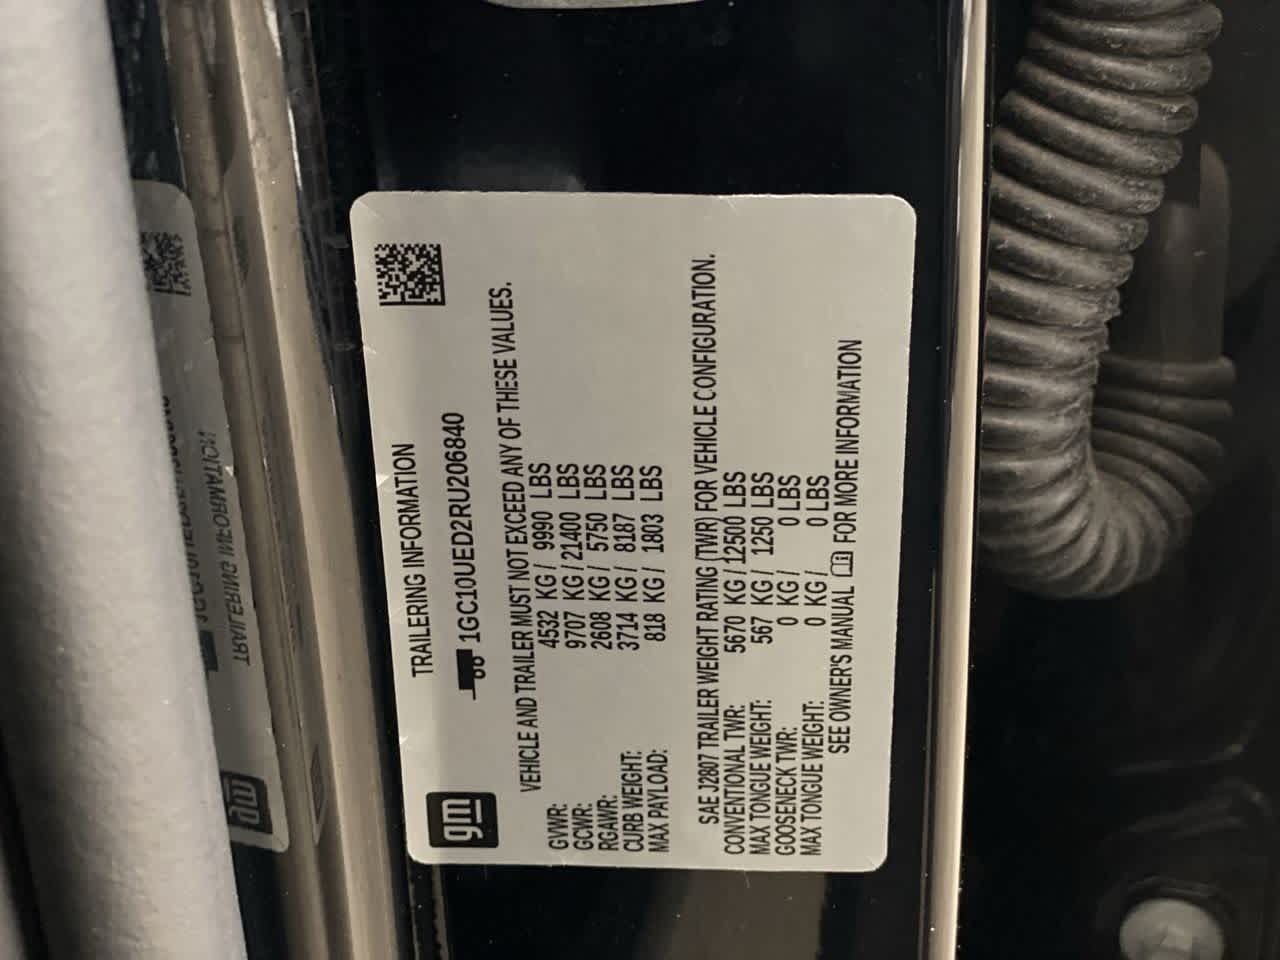 gm
TRAILERING INFORMATION
1GC10UED2RU206840
VEHICLE AND TRAILER MUST NOT EXCEED ANY OF THESE VALUES.
GVWR: 4532 KG / 9990 LBS
GCWR: 9707 KG / 21400 LBS
RGAWR: 2608 KG / 5750 LBS
CURB WEIGHT: 3714 KG / 8187 LBS
MAX PAYLOAD: 818 KG / 1803 LBS
SAE J2807 TRAILER WEIGHT RATING (TWR) FOR VEHICLE CONFIGURATION.
CONVENTIONAL TWR: 5670 KG / 12500 LBS
MAX TONGUE WEIGHT: 567 KG / 1250 LBS
GOOSENECK TWR: 0 KG / 0 LBS
MAX TONGUE WEIGHT: 0 KG / 0 LBS
SEE OWNER'S MANUAL FOR MORE INFORMATION
gm
TRAILERING INFORMATION